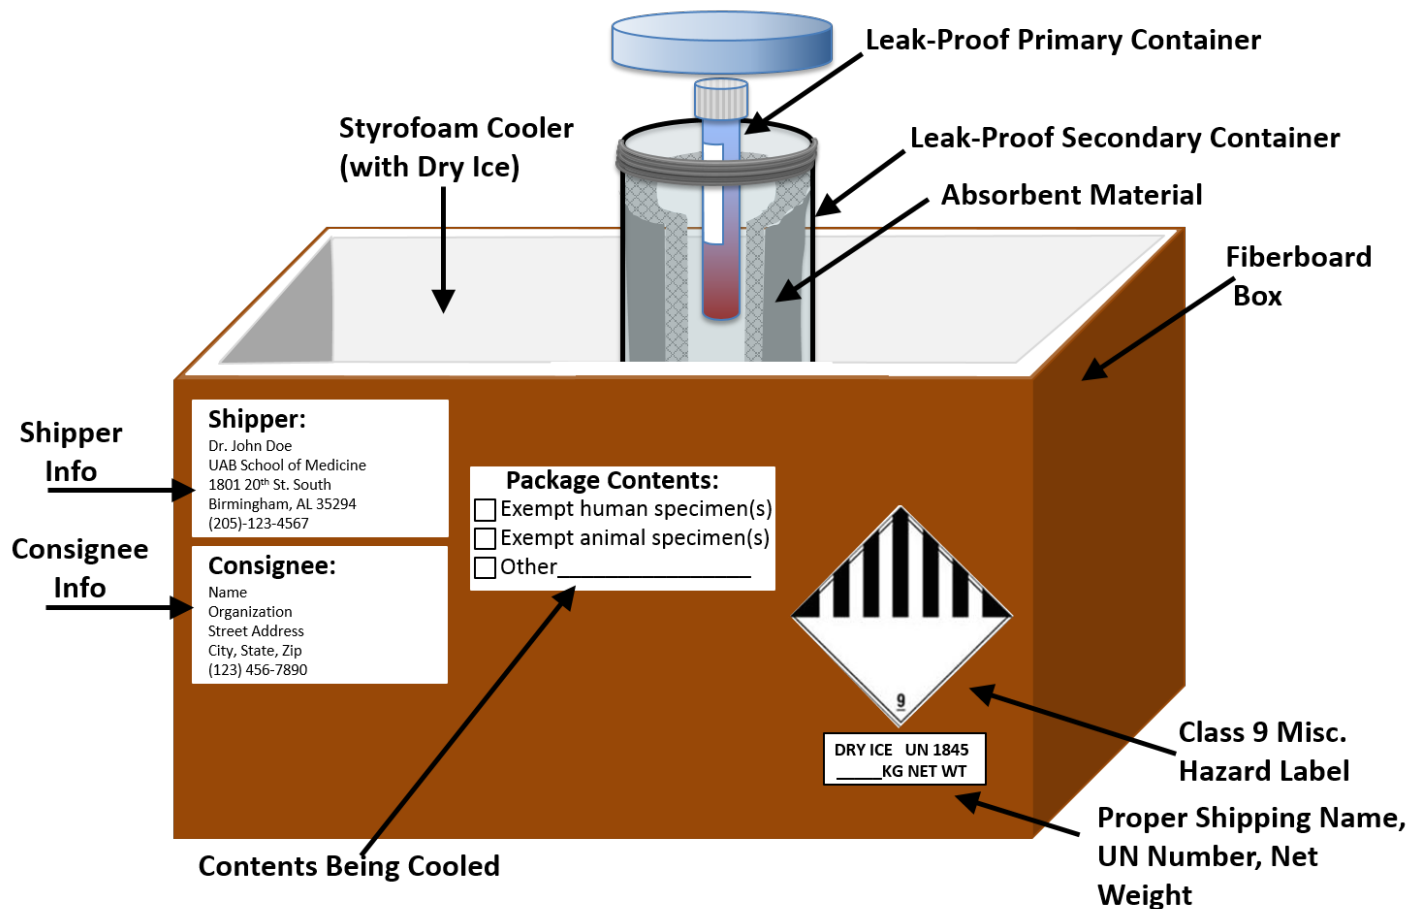 Leak-Proof Primary Container
Styrofoam Cooler
(with Dry Ice)
Leak-Proof Secondary Container
Absorbent Material
Fiberboard
Box
Shipper
Info
Shipper:
Dr. John Doe
UAB School of Medicine
1801 20th St. South
Birmingham, AL 35294
(205)-123-4567
Consignee
Info
Consignee:
Name
Organization
Street Address
City, State, Zip
(123) 456-7890
Package Contents:
Exempt human specimen(s)
Exempt animal specimen(s)
Other_________________
9
DRY ICE UN 1845
_____KG NET WT
Class 9 Misc.
Hazard Label
Proper Shipping Name,
UN Number, Net
Weight
Contents Being Cooled